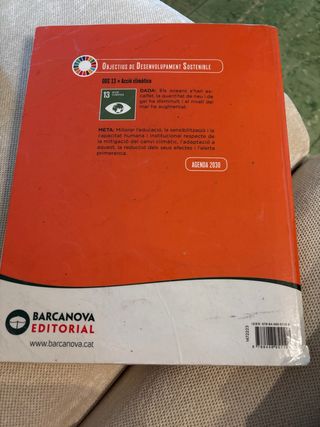 OBJECTIUS DE DESENVOLUPAMENT SOSTENIBLE
ODS 13 = Acció climàtica
13 ACCIÓ CLIMÀTICA
DADA: Els oceans s'han es-
calfat, la quantitat de neu i de
gel ha disminuït i el nivell del
mar ha augmentat.
META: Millorar l'educació, la sensibilització i la
capacitat humana i institucional respecte de
la mitigació del canvi climàtic, l'adaptació a
aquest, la reducció dels seus efectes i l'alerta
primerenca.
AGENDA 2030
BARCANOVA
EDITORIAL
www.barcanova.cat
1472223